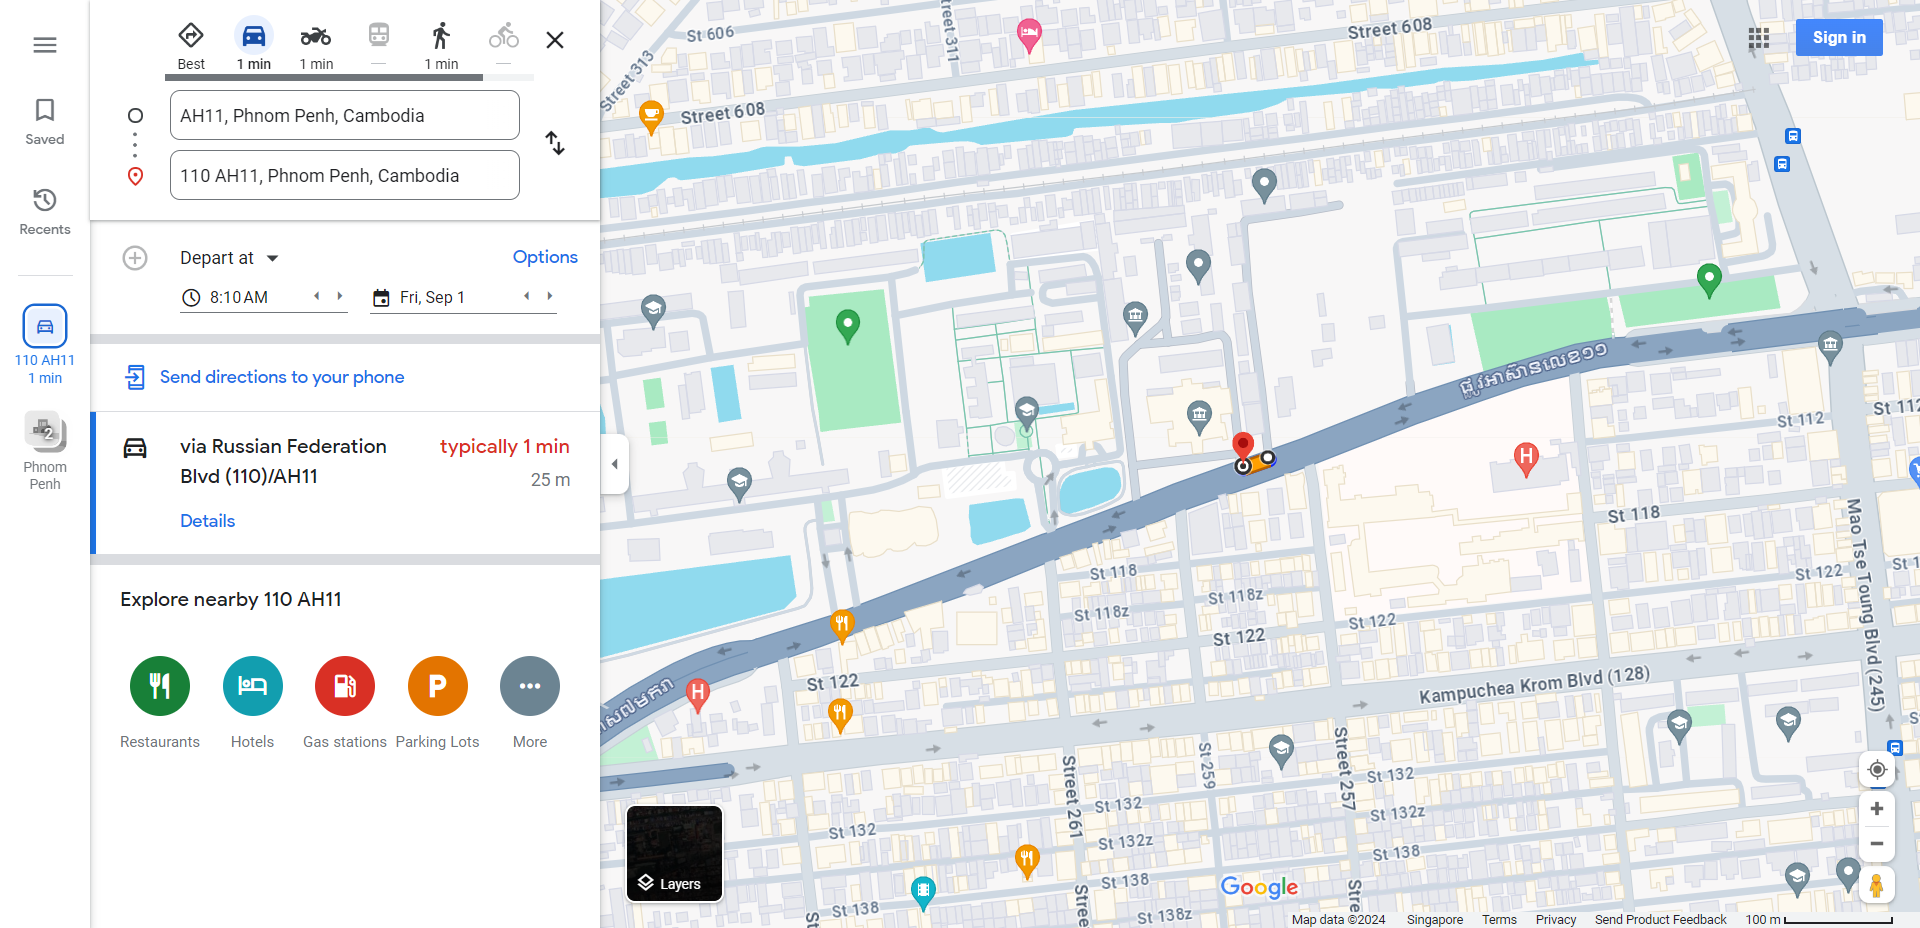 Best
1 min
1 min
—
1 min
—
AH11, Phnom Penh, Cambodia
110 AH11, Phnom Penh, Cambodia
Saved
Recents
110 AH11
1 min
2
Phnom
Penh
Depart at
Options
8:10 AM
Fri, Sep 1
Send directions to your phone
via Russian Federation
Blvd (110)/AH11
typically 1 min
25 m
Details
Explore nearby 110 AH11
P
Restaurants
Hotels
Gas stations
Parking Lots
More
Sign in
St 606
Street 311
Street 313
Street 608
Street 608
ផ្លូវអាស៊ានលេខ១១
St 112
St 112
H
St 118
St 118
St 118z
St 118z
St 122
St 122
St 122
St 122
H
Mao Tse Toung Blvd (245)
Kampuchea Krom Blvd (128)
St 259
Street 261
Street 257
St 132
St 132
St 132
St 132z
St 132z
St 138
St 138
St 138
St 138z
Layers
Google
Map data ©2024
Singapore
Terms
Privacy
Send Product Feedback
100 m